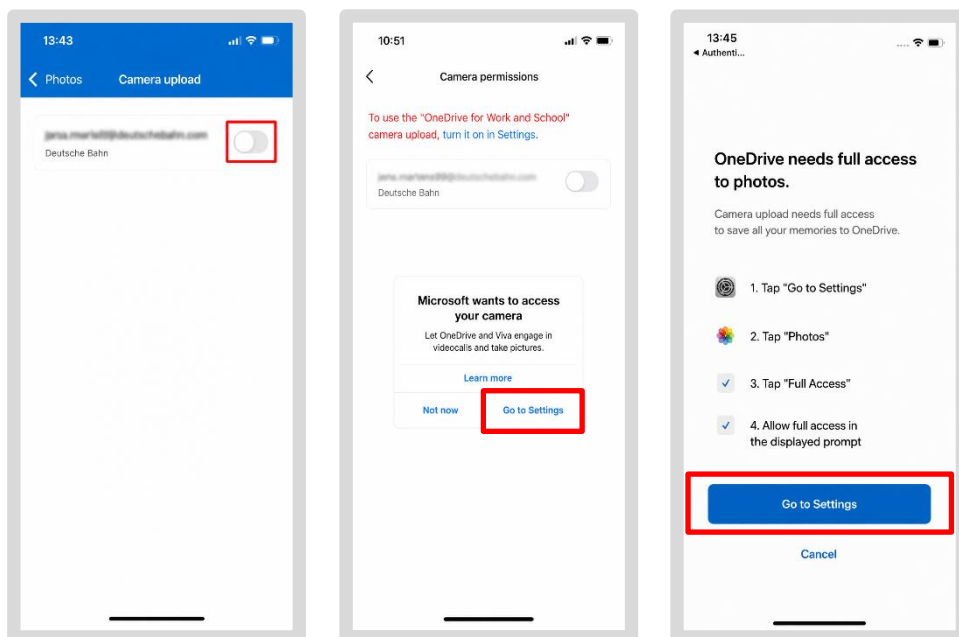 13:43
Photos
Camera upload
Deutsche Bahn
10:51
Camera permissions
To use the "OneDrive for Work and School"
camera upload, turn it on in Settings.
Deutsche Bahn
Microsoft wants to access
your camera
Let OneDrive and Viva engage in
videocalls and take pictures.
Learn more
Not now
Go to Settings
13:45
Authenti...
OneDrive needs full access
to photos.
Camera upload needs full access
to save all your memories to OneDrive.
1. Tap "Go to Settings"
2. Tap "Photos"
3. Tap "Full Access"
4. Allow full access in
the displayed prompt
Go to Settings
Cancel